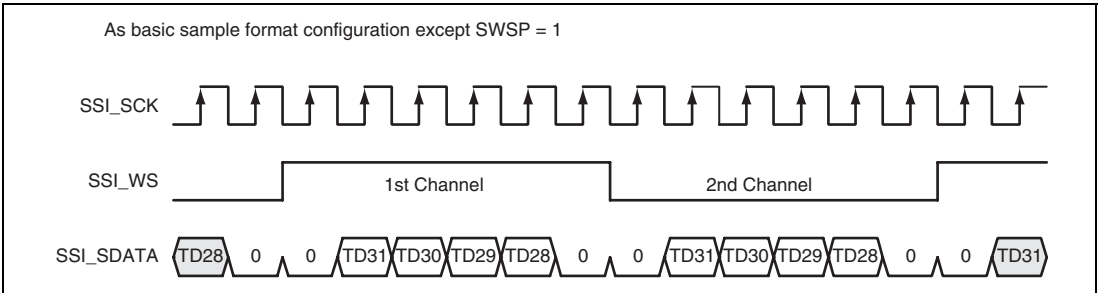 As basic sample format configuration except SWSP = 1
SSI_SCK
SSI_WS 1st Channel 2nd Channel
SSI_SDATA TD28 0 0 TD31 TD30 TD29 TD28 0 0 TD31 TD30 TD29 TD28 0 0 TD31